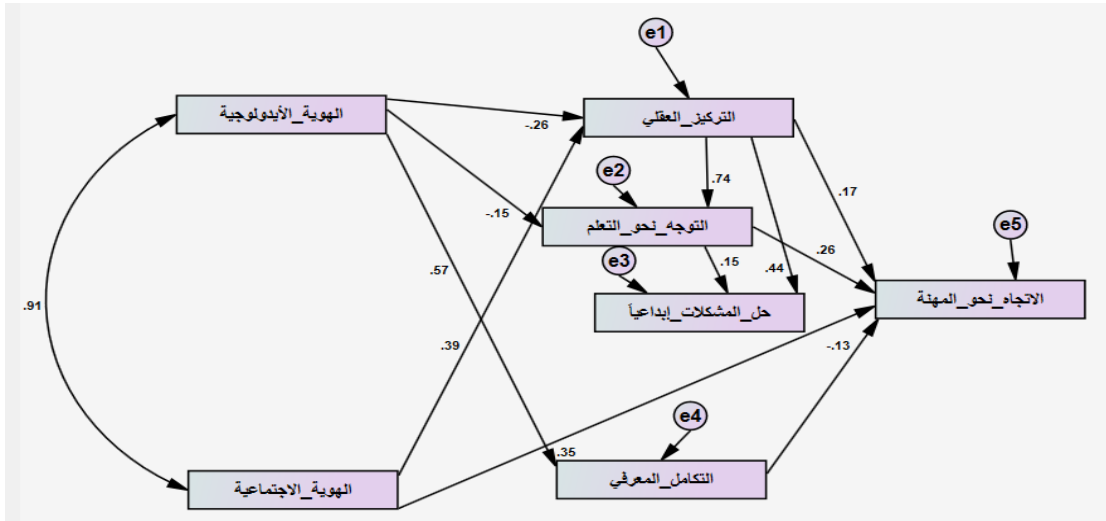 e1
الهوية_الأيدولوجية
التركيز_العقلي
-.26
e2
.74
.17
-.15
التوجه_نحو_التعلم
e5
e3
.15
.26
.57
.44
الاتجاه_نحو_المهنة
.91
حل_المشكلات_إبداعياً
.39
-.13
e4
.35
التكامل_المعرفي
الهوية_الاجتماعية